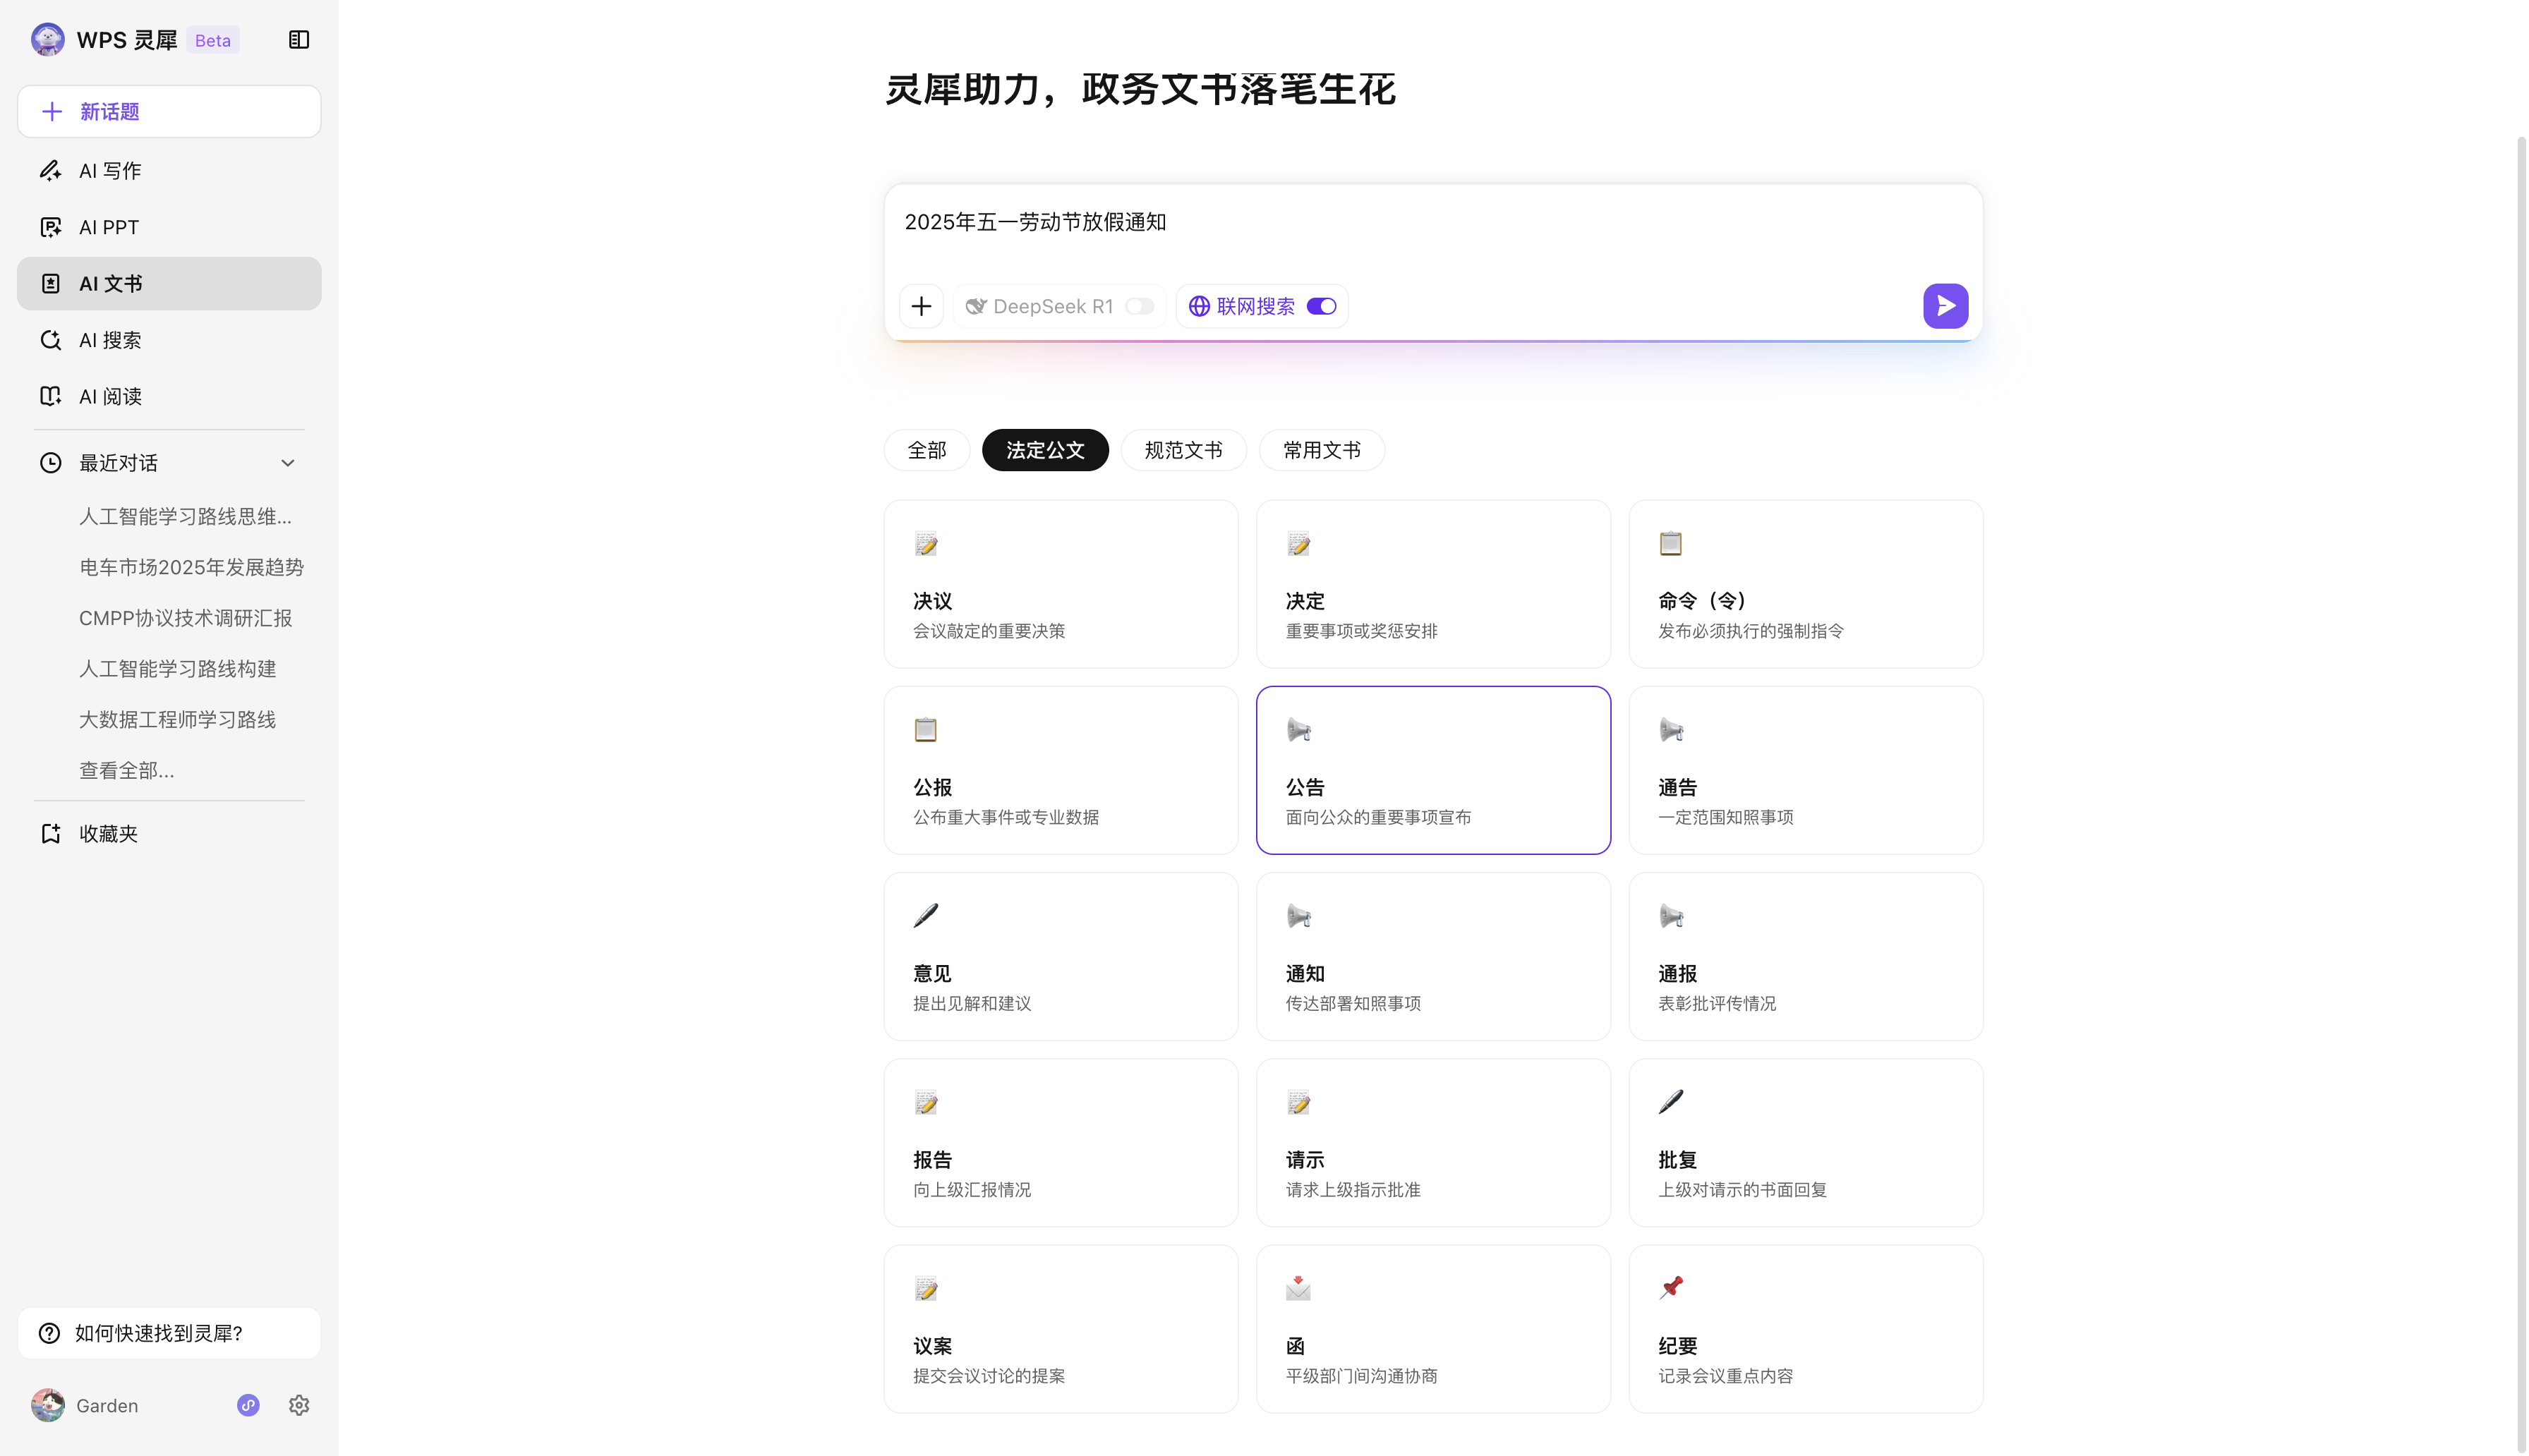 WPS 灵犀 Beta
新话题
AI 写作
AI PPT
AI 文书
AI 搜索
AI 阅读
最近对话
人工智能学习路线思维...
电车市场2025年发展趋势
CMPP协议技术调研汇报
人工智能学习路线构建
大数据工程师学习路线
查看全部...
收藏夹
如何快速找到灵犀?
Garden
灵犀助力，政务文书落笔生花
2025年五一劳动节放假通知
DeepSeek R1 联网搜索
全部 法定公文 规范文书 常用文书
决议
会议敲定的重要决策
决定
重要事项或奖惩安排
命令（令）
发布必须执行的强制指令
公报
公布重大事件或专业数据
公告
面向公众的重要事项宣布
通告
一定范围知照事项
意见
提出见解和建议
通知
传达部署知照事项
通报
表彰批评传情况
报告
向上级汇报情况
请示
请求上级指示批准
批复
上级对请示的书面回复
议案
提交会议讨论的提案
函
平级部门间沟通协商
纪要
记录会议重点内容